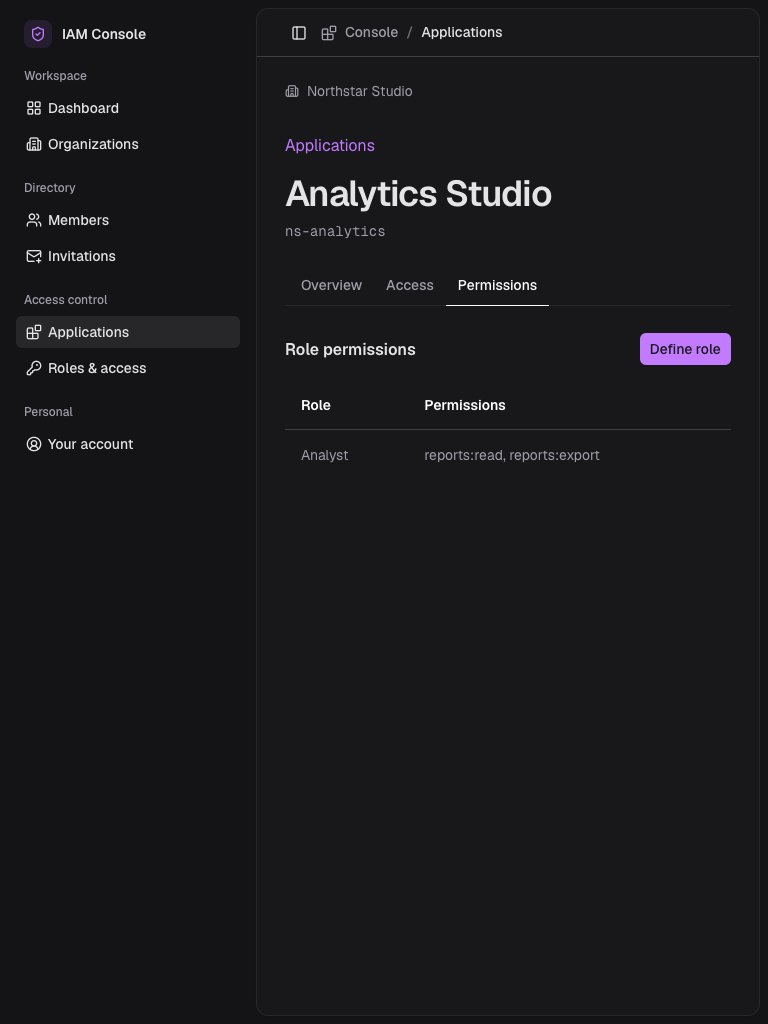 IAM Console
Workspace
Dashboard
Organizations
Directory
Members
Invitations
Access control
Applications
Roles & access
Personal
Your account
Console / Applications
Northstar Studio
Applications
Analytics Studio
ns-analytics
Overview Access Permissions
Role permissions Define role
Role Permissions
Analyst reports:read, reports:export